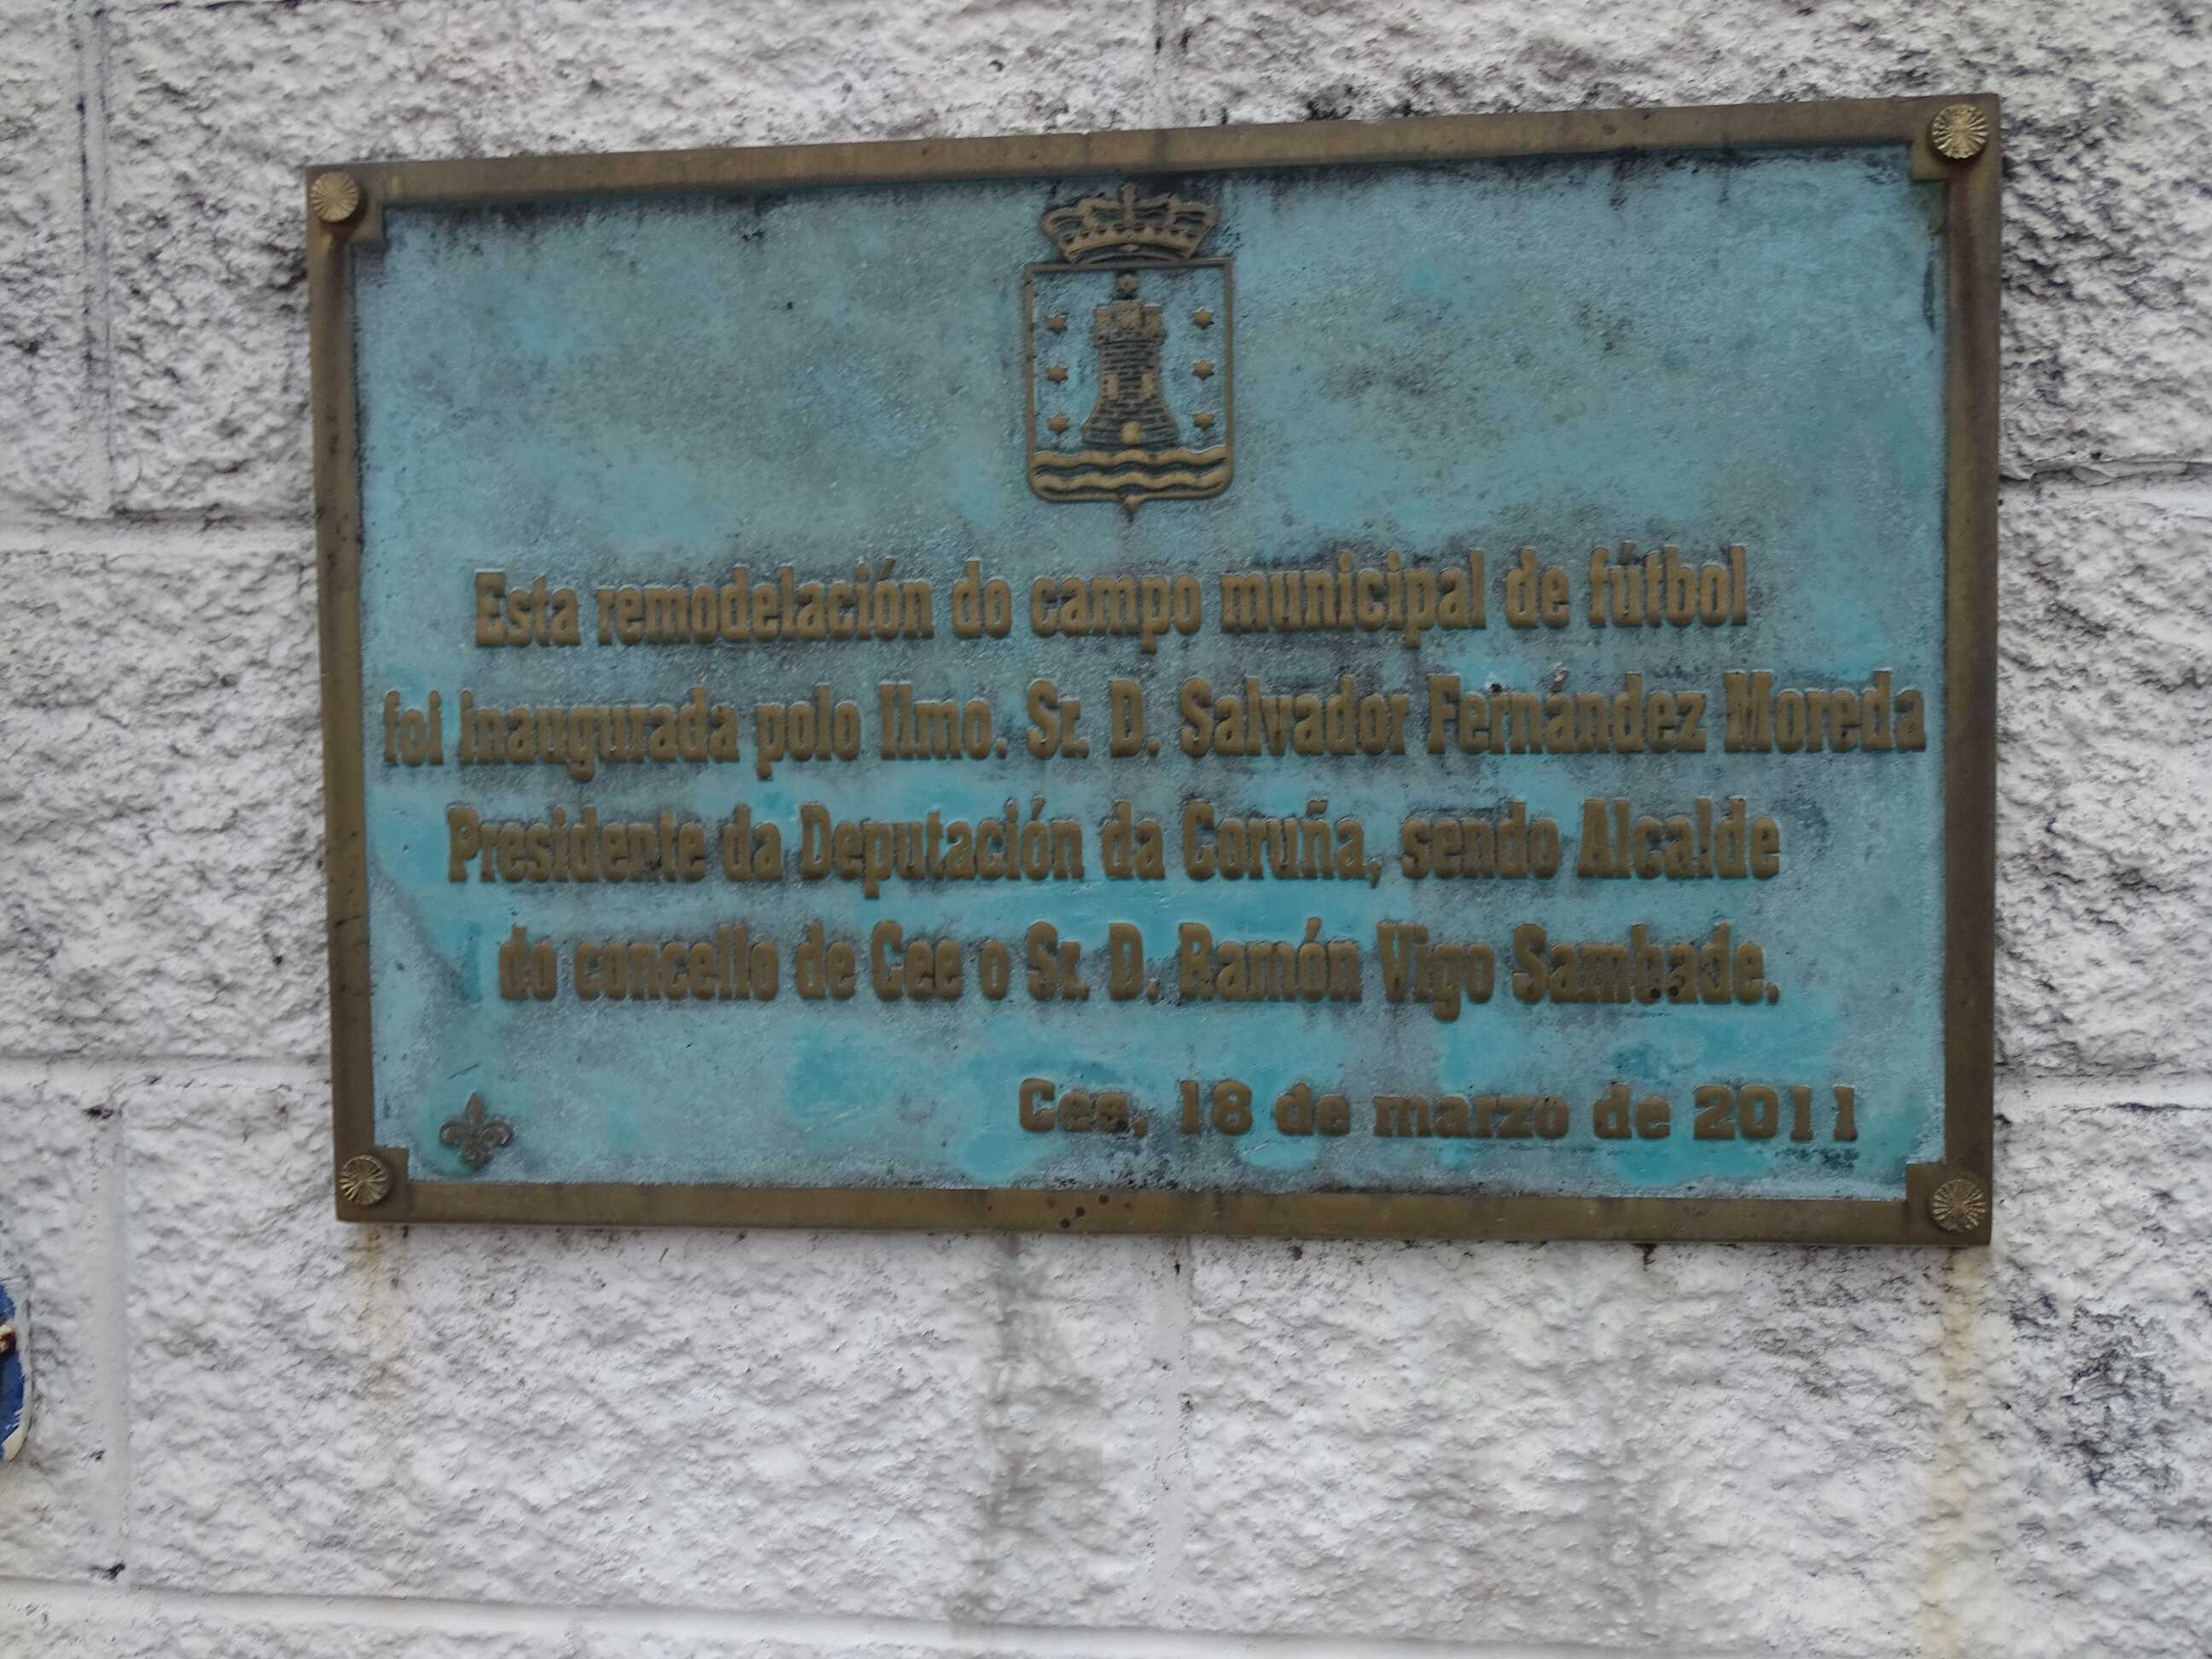 Esta remodelación do campo municipal de fútbol
foi inaugurada polo Ilmo. Sr. D. Salvador Fernández Moreda
Presidente da Deputación da Coruña, sendo Alcalde
do concello de Cee o Sr. D. Ramón Vigo Sambade.
Cee, 18 de marzo de 2011